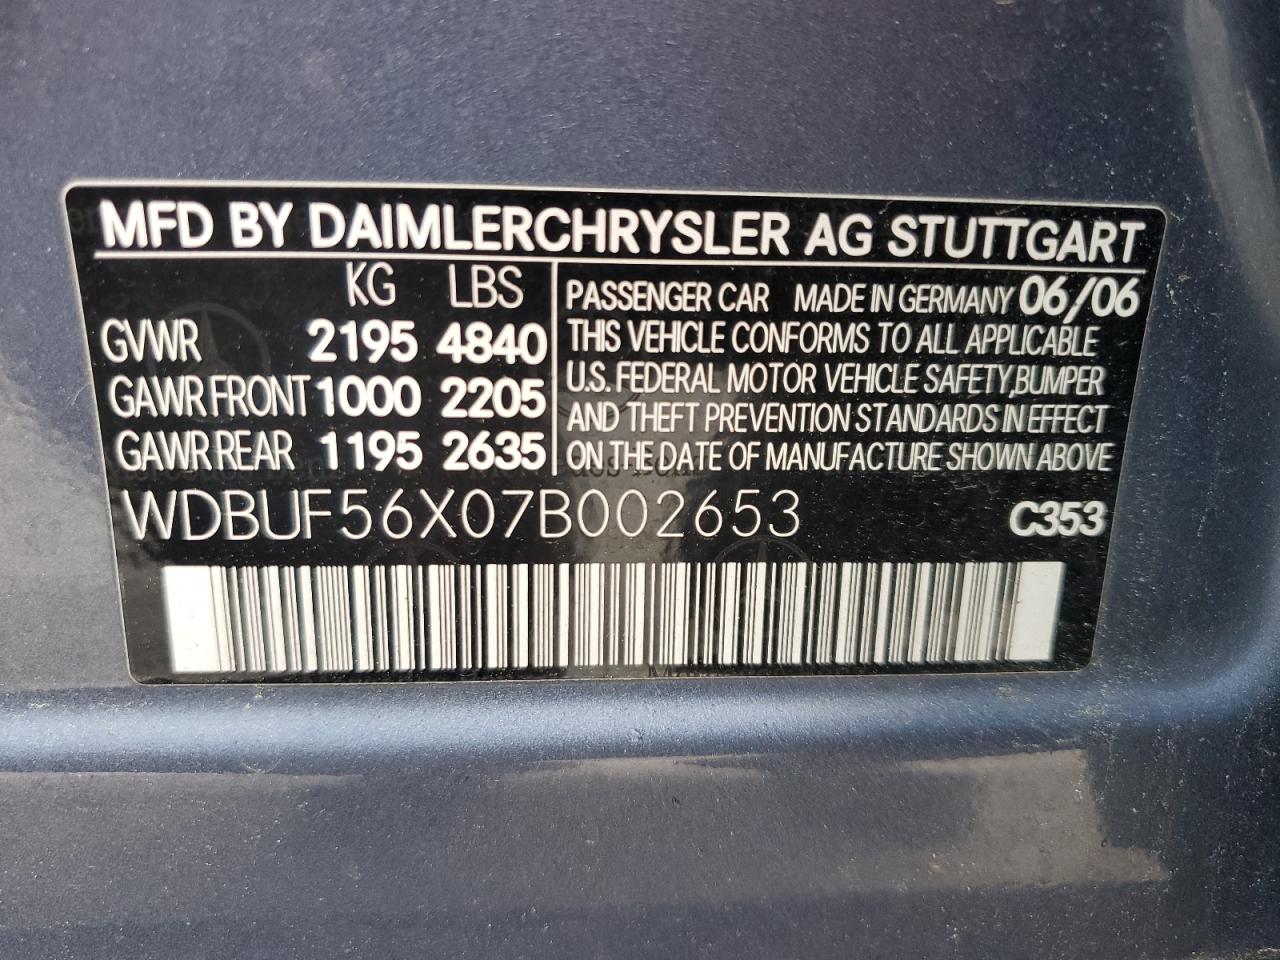 MFD BY DAIMLERCHRYSLER AG STUTTGART
KG LBS
GVWR 2195 4840
GAWR FRONT 1000 2205
GAWR REAR 1195 2635
PASSENGER CAR MADE IN GERMANY 06/06
THIS VEHICLE CONFORMS TO ALL APPLICABLE
U.S. FEDERAL MOTOR VEHICLE SAFETY,BUMPER
AND THEFT PREVENTION STANDARDS IN EFFECT
ON THE DATE OF MANUFACTURE SHOWN ABOVE
WDBUF56X07B002653 C353